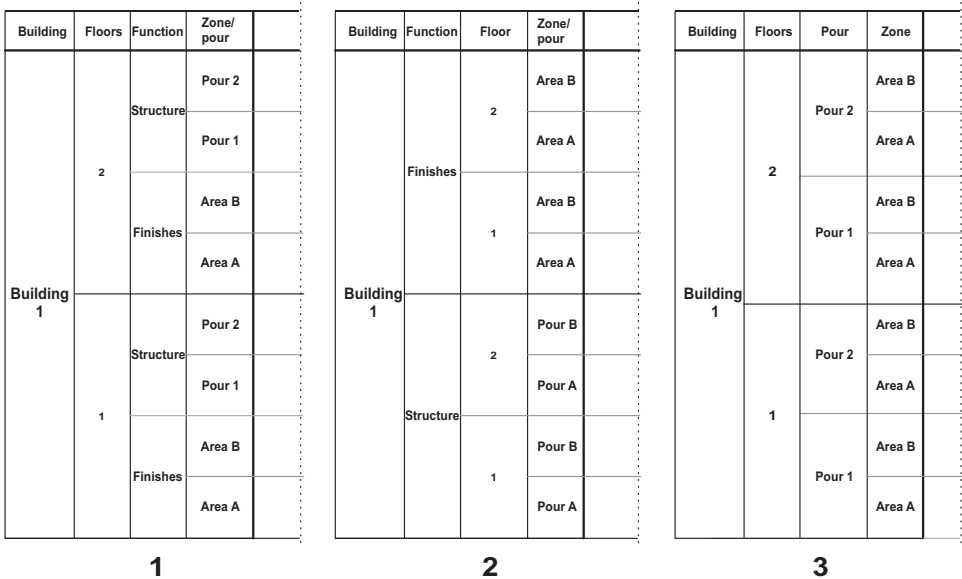 Building Floors Function Zone/
pour
Building 1
2
Structure
Pour 2
Pour 1
Finishes
Area B
Area A
1
Structure
Pour 2
Pour 1
Finishes
Area B
Area A
1
Building Function Floor Zone/
pour
Building
1
Finishes
2
Area B
Area A
1
Area B
Area A
Structure
2
Pour B
Pour A
1
Pour B
Pour A
2
Building Floors Pour Zone
Building
1
2
Pour 2
Area B
Area A
Pour 1
Area B
Area A
1
Pour 2
Area B
Area A
Pour 1
Area B
Area A
3